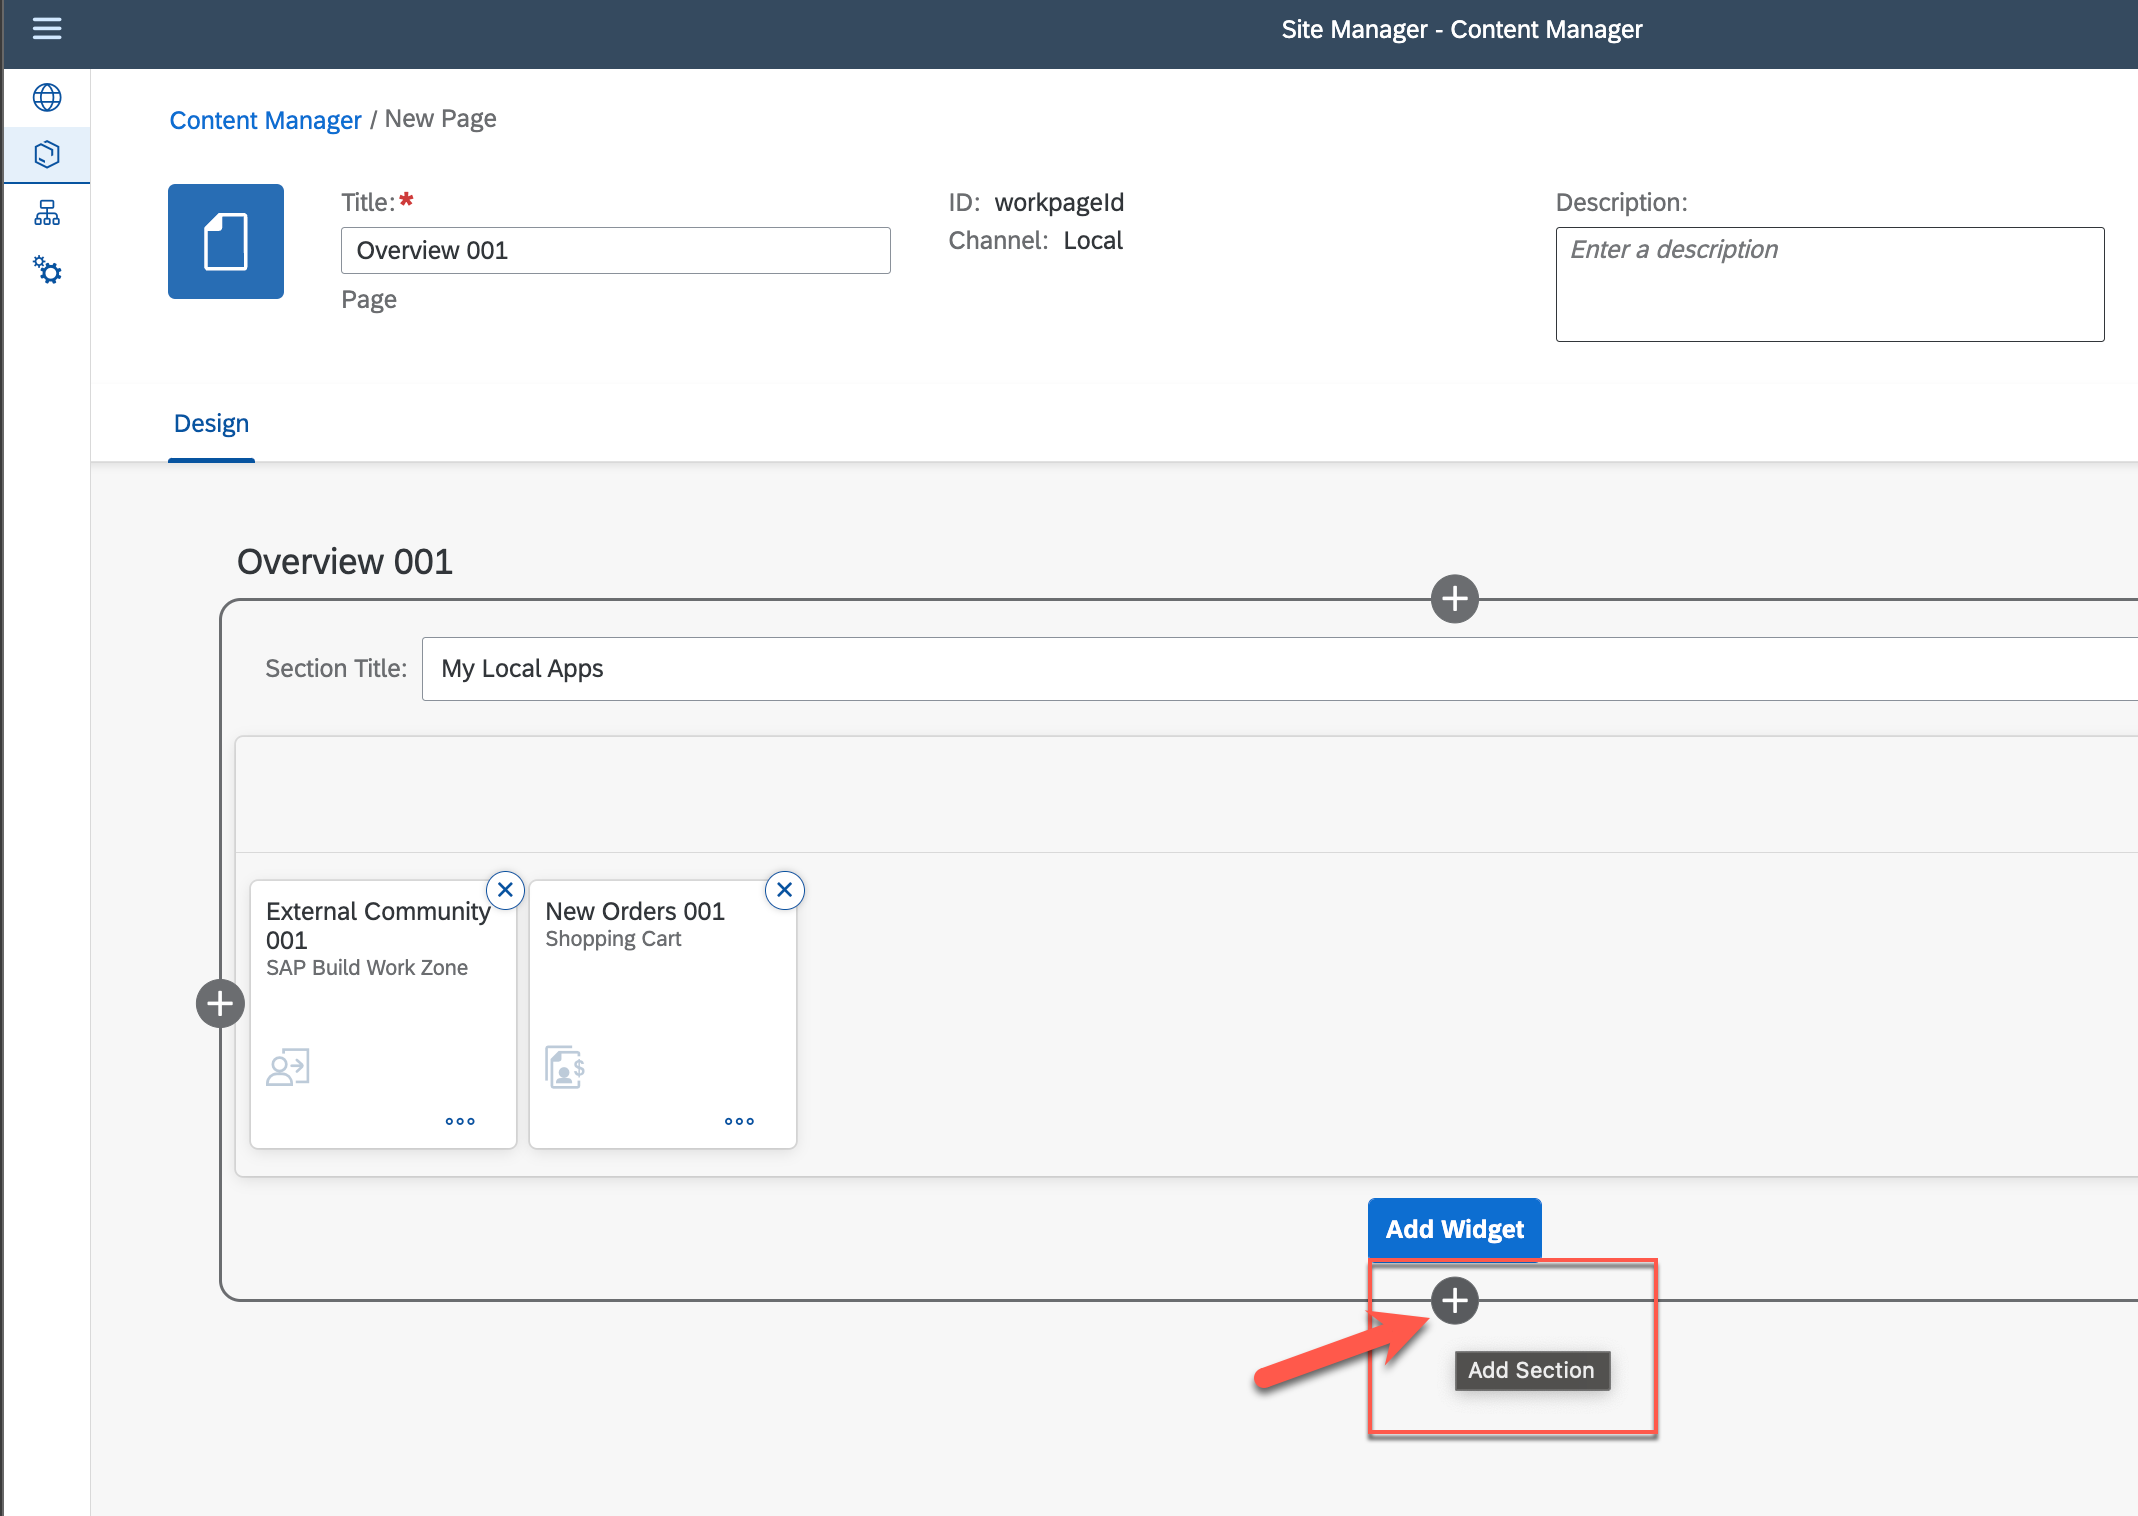 Site Manager - Content Manager
Content Manager / New Page
Title:*
Overview 001
Page
ID: workpageId
Channel: Local
Description:
Enter a description
Design
Overview 001
Section Title: My Local Apps
External Community
001
SAP Build Work Zone
New Orders 001
Shopping Cart
Add Widget
Add Section